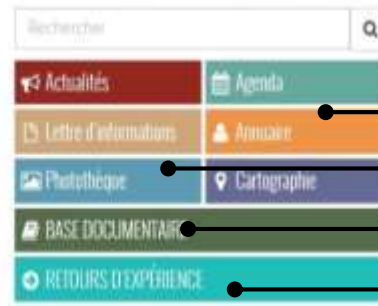 Rechercher
Actualités
Agenda
Lettre d'informations
Annuaire
Photothèque
Cartographie
BASE DOCUMENTAIRE
RETOURS D'EXPÉRIENCE